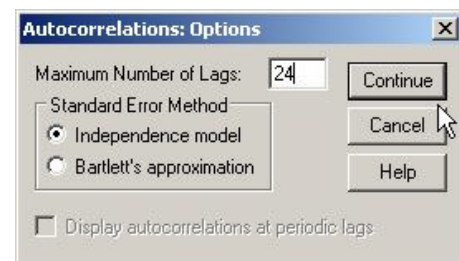 Autocorrelations: Options
Maximum Number of Lags: 24
Continue
Standard Error Method
Independence model
Cancel
Bartlett's approximation
Help
Display autocorrelations at periodic lags